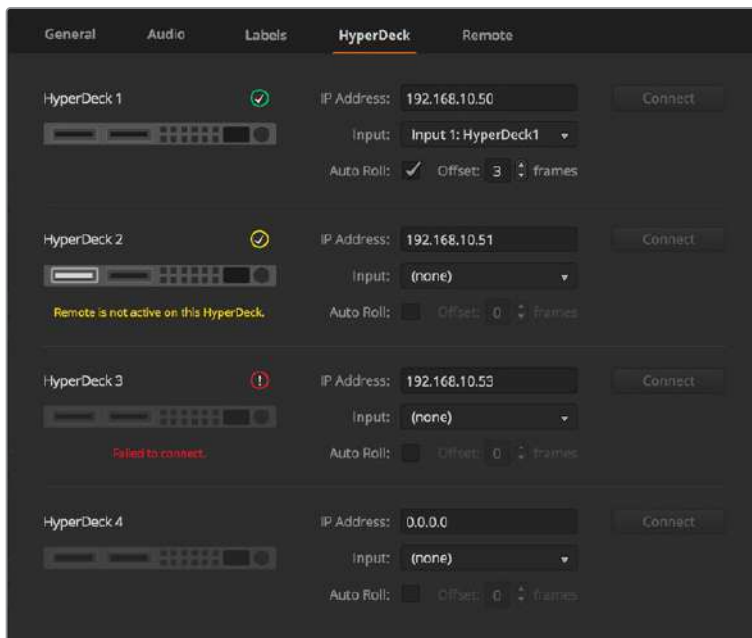 General Audio Labels HyperDeck Remote
HyperDeck 1 IP Address: 192.168.10.50 Connect
Input: Input 1: HyperDeck1
Auto Roll: Offset: 3 frames
HyperDeck 2 IP Address: 192.168.10.51 Connect
Input: (none)
Remote is not active on this HyperDeck. Auto Roll: Offset: 0 frames
HyperDeck 3 IP Address: 192.168.10.53 Connect
Input: (none)
Failed to connect. Auto Roll: Offset: 0 frames
HyperDeck 4 IP Address: 0.0.0.0 Connect
Input: (none)
Auto Roll: Offset: 0 frames